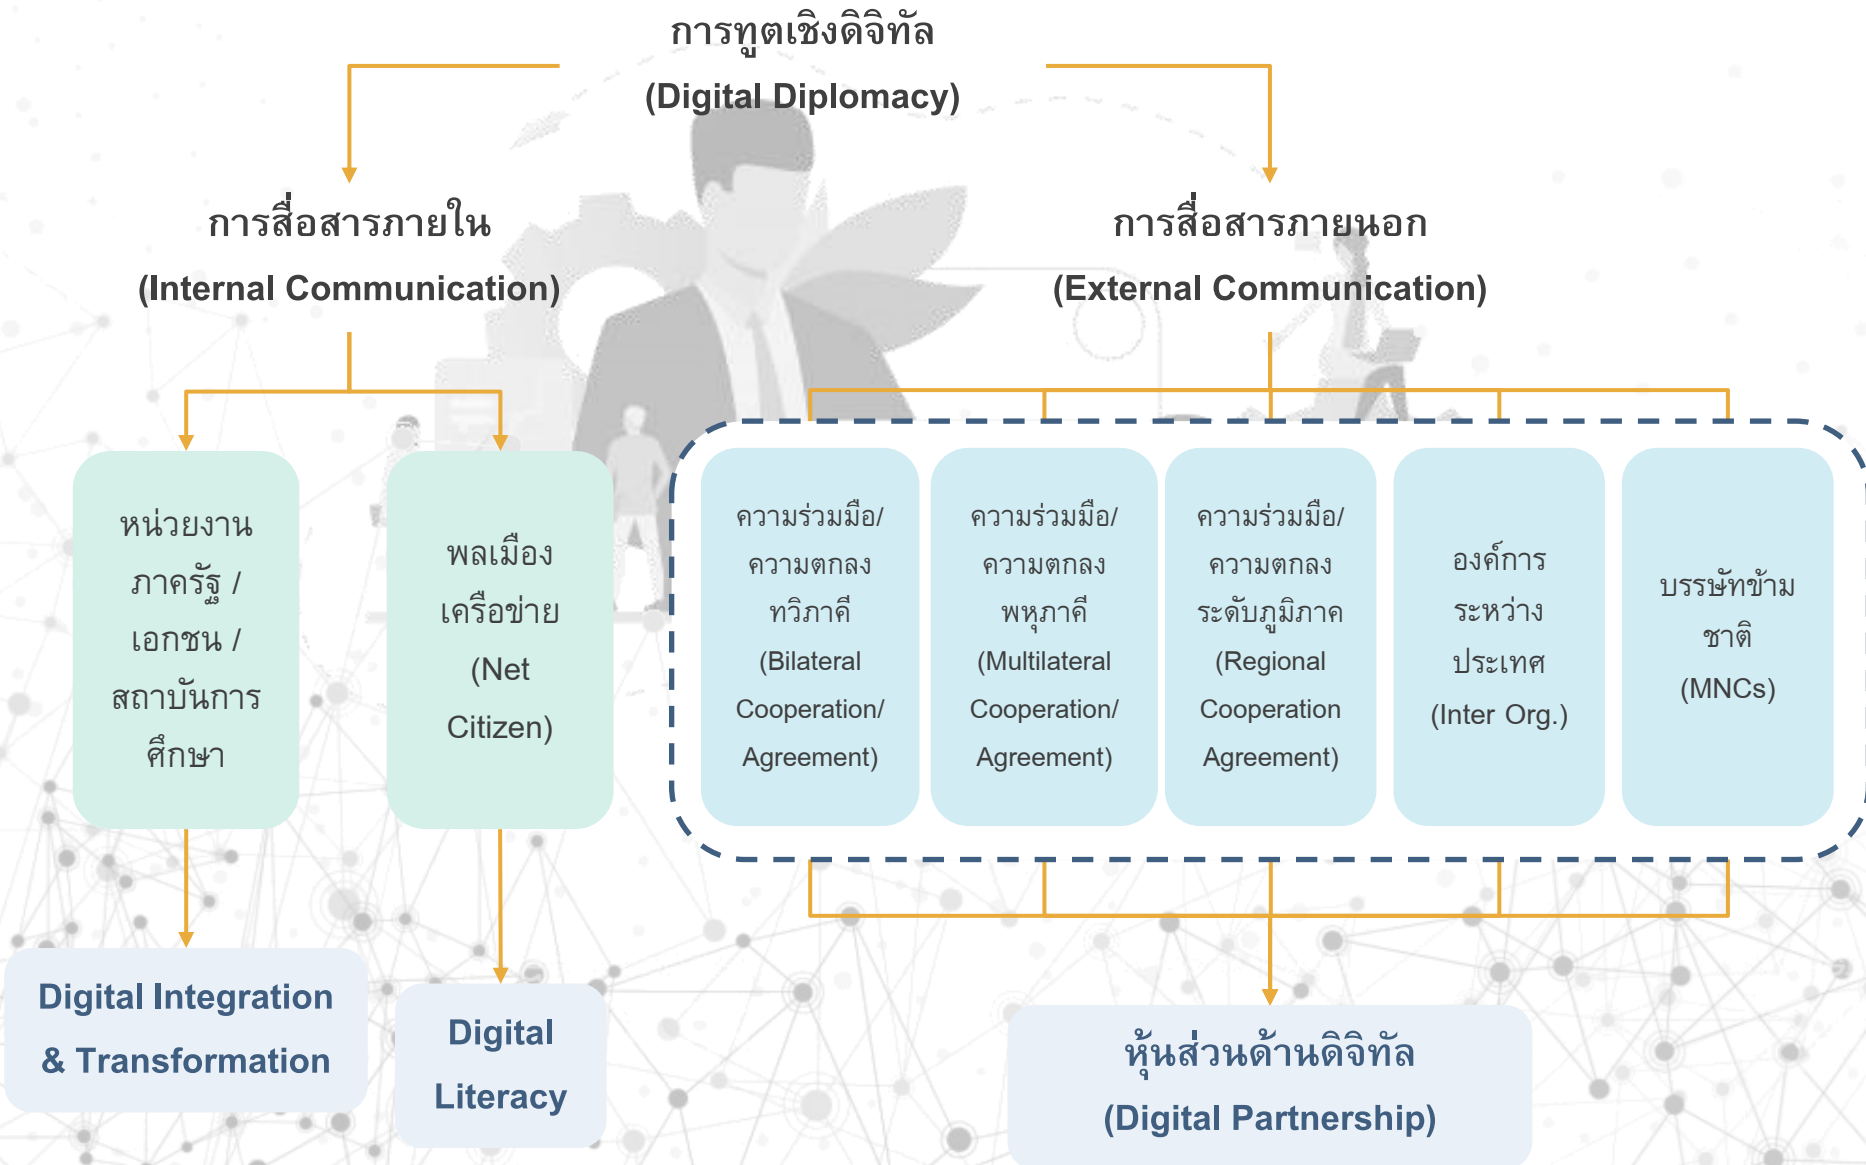 การทูตเชิงดิจิทัล
(Digital Diplomacy)
การสื่อสารภายใน
(Internal Communication)
การสื่อสารภายนอก
(External Communication)
หน่วยงาน
ภาครัฐ /
เอกชน /
สถาบันการ
ศึกษา
พลเมือง
เครือข่าย
(Net
Citizen)
ความร่วมมือ/
ความตกลง
ทวิภาคี
(Bilateral
Cooperation/
Agreement)
ความร่วมมือ/
ความตกลง
พหุภาคี
(Multilateral
Cooperation/
Agreement)
ความร่วมมือ/
ความตกลง
ระดับภูมิภาค
(Regional
Cooperation
Agreement)
องค์การ
ระหว่าง
ประเทศ
(Inter Org.)
บรรษัทข้าม
ชาติ
(MNCs)
Digital Integration
& Transformation
Digital
Literacy
หุ้นส่วนด้านดิจิทัล
(Digital Partnership)